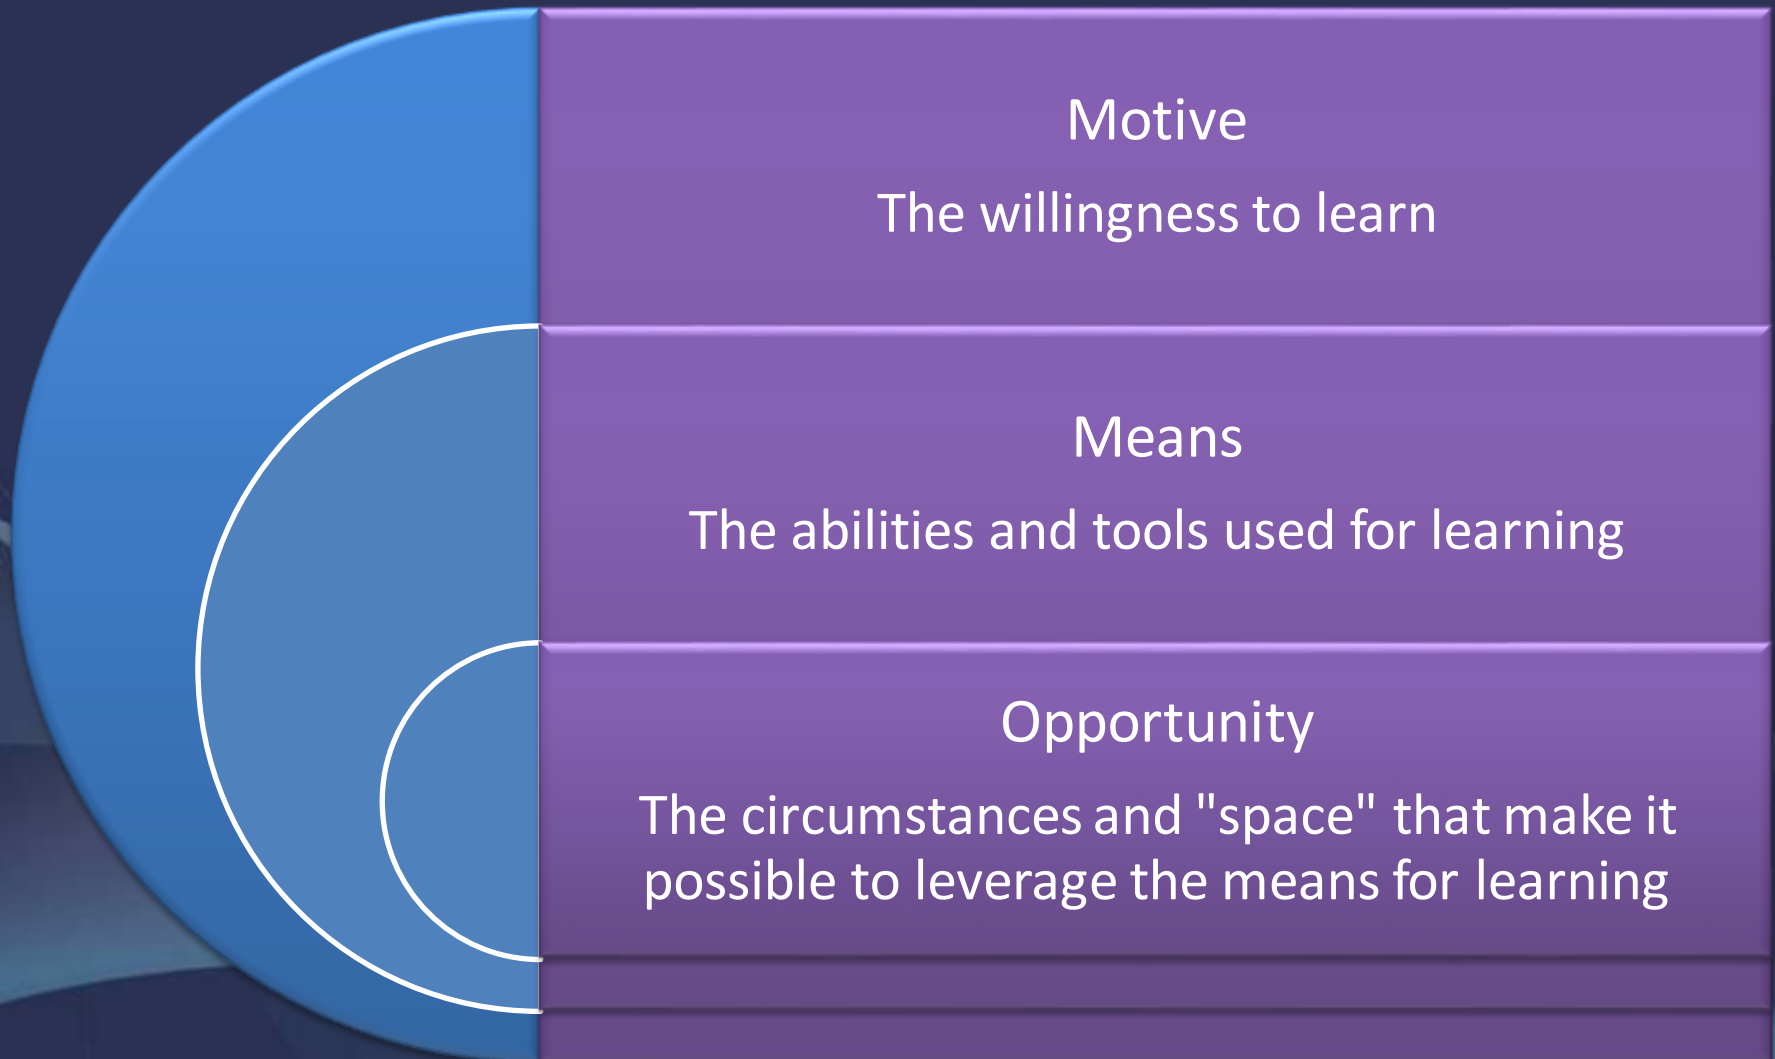 Motive
The willingness to learn
Means
The abilities and tools used for learning
Opportunity
The circumstances and "space" that make it
possible to leverage the means for learning